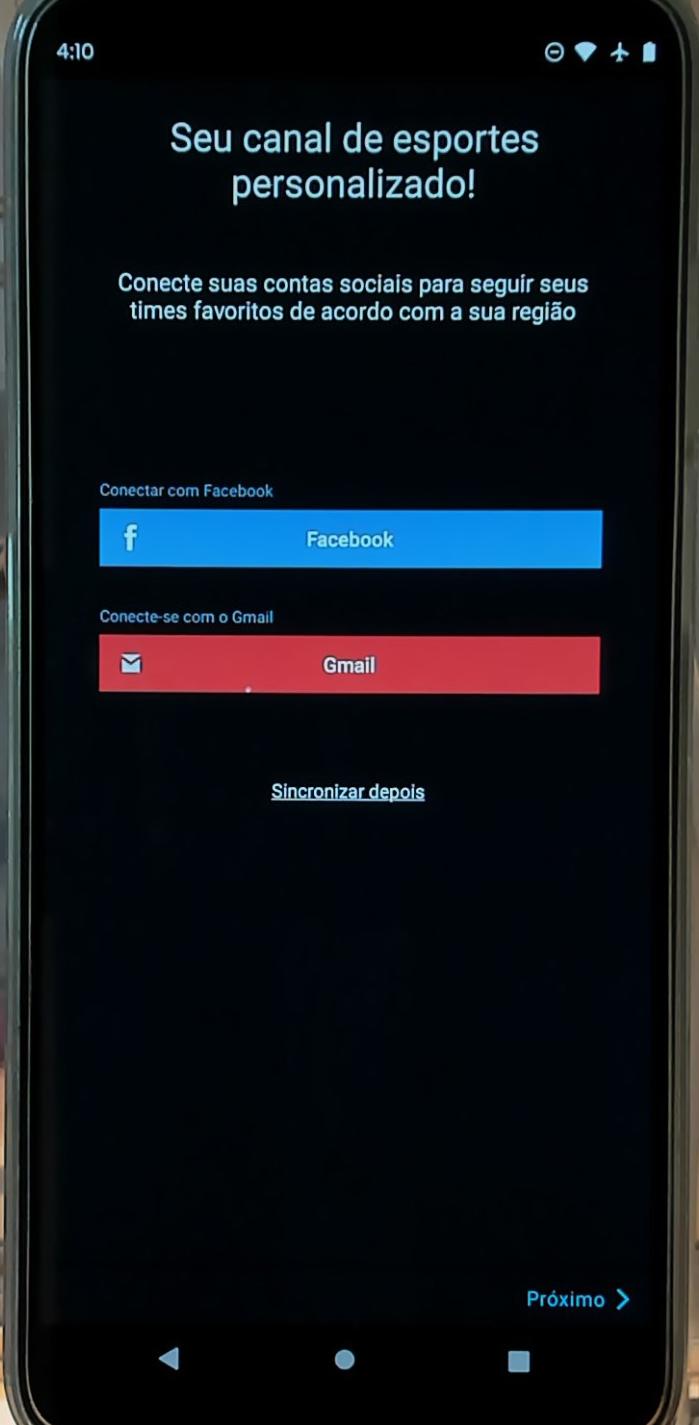 4:10
Seu canal de esportes
personalizado!
Conecte suas contas sociais para seguir seus
times favoritos de acordo com a sua região
Conectar com Facebook
f Facebook
Conecte-se com o Gmail
Gmail
Sincronizar depois
Próximo